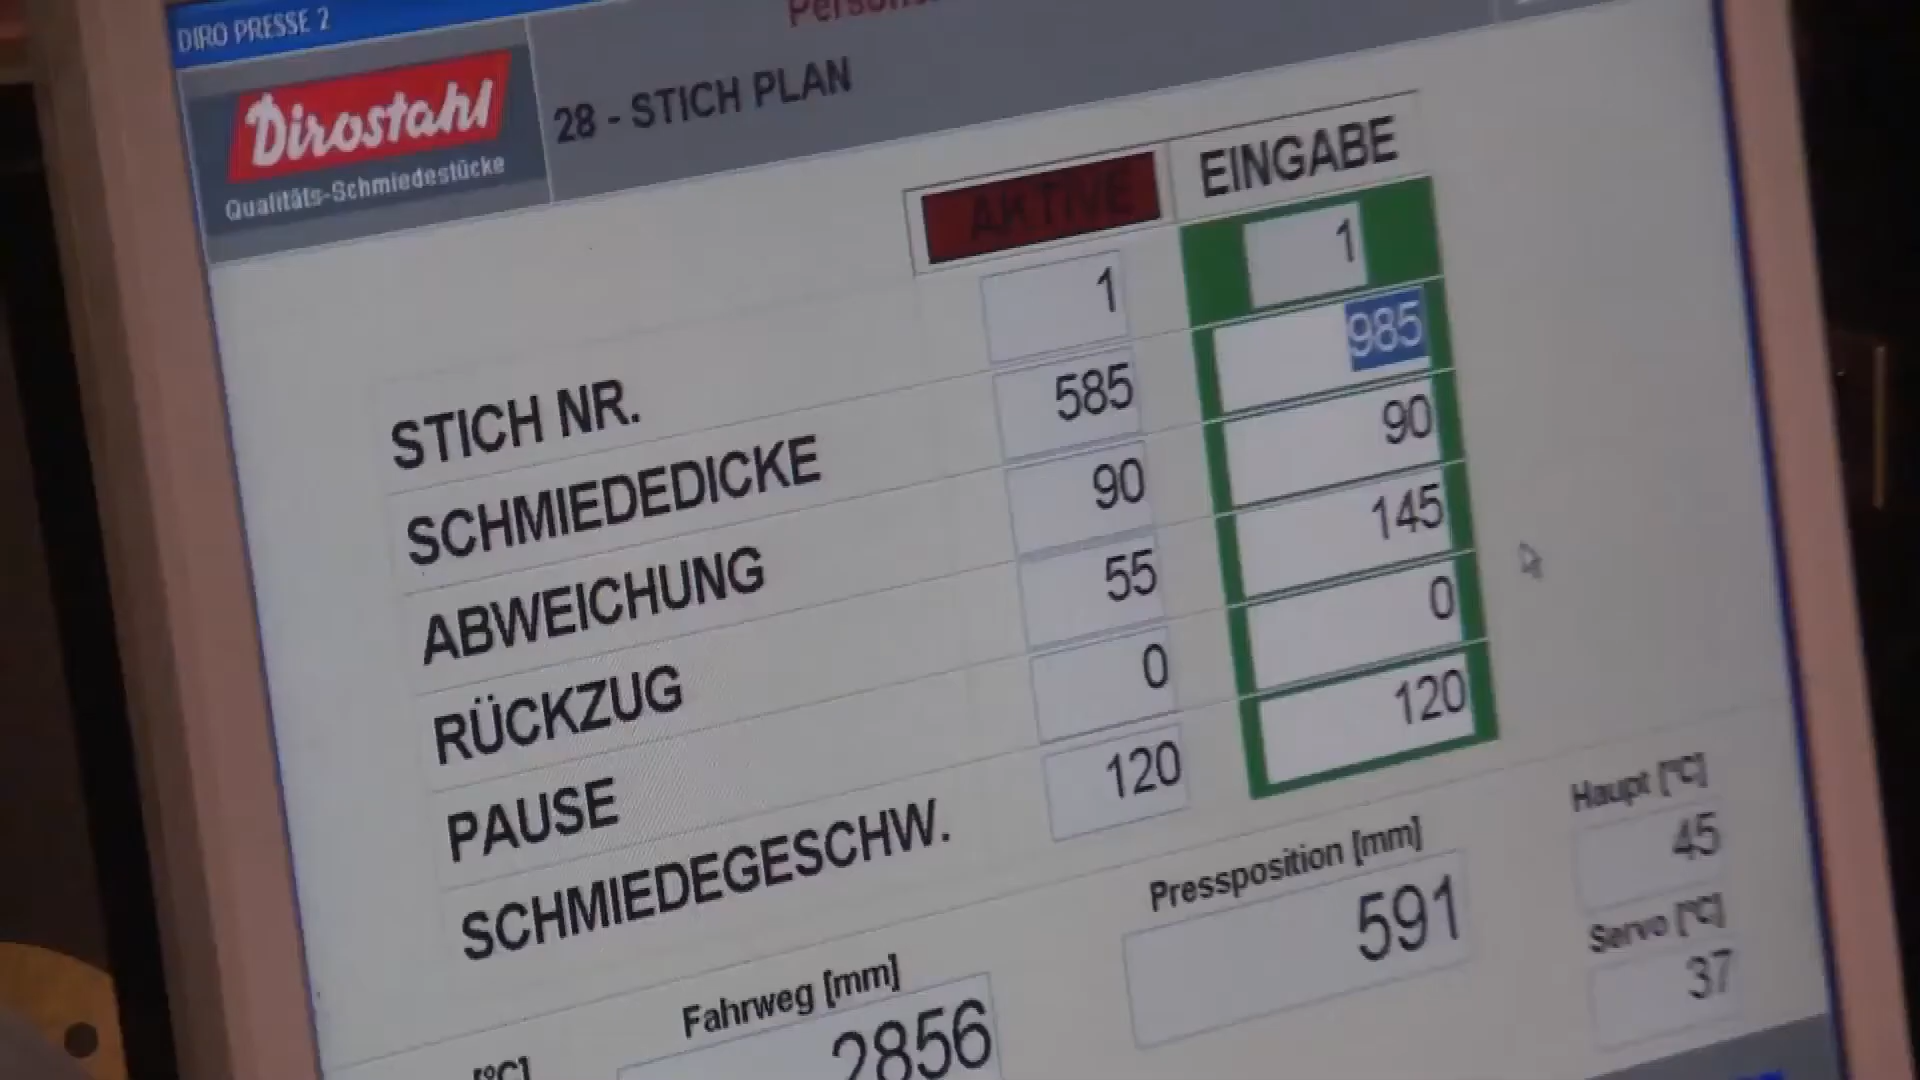 DIRO PRESSE 2
Dirostahl
Qualitäts-Schmiedestücke
28 - STICH PLAN
AKTIVE EINGABE
STICH NR. 1 1
SCHMIEDEDICKE 585 985
ABWEICHUNG 90 90
RÜCKZUG 55 145
PAUSE 0 0
SCHMIEDEGESCHW. 120 120
Haupt [°C]
45
Pressposition [mm]
591
Servo [°C]
37
Fahrweg [mm]
2856
[°C]